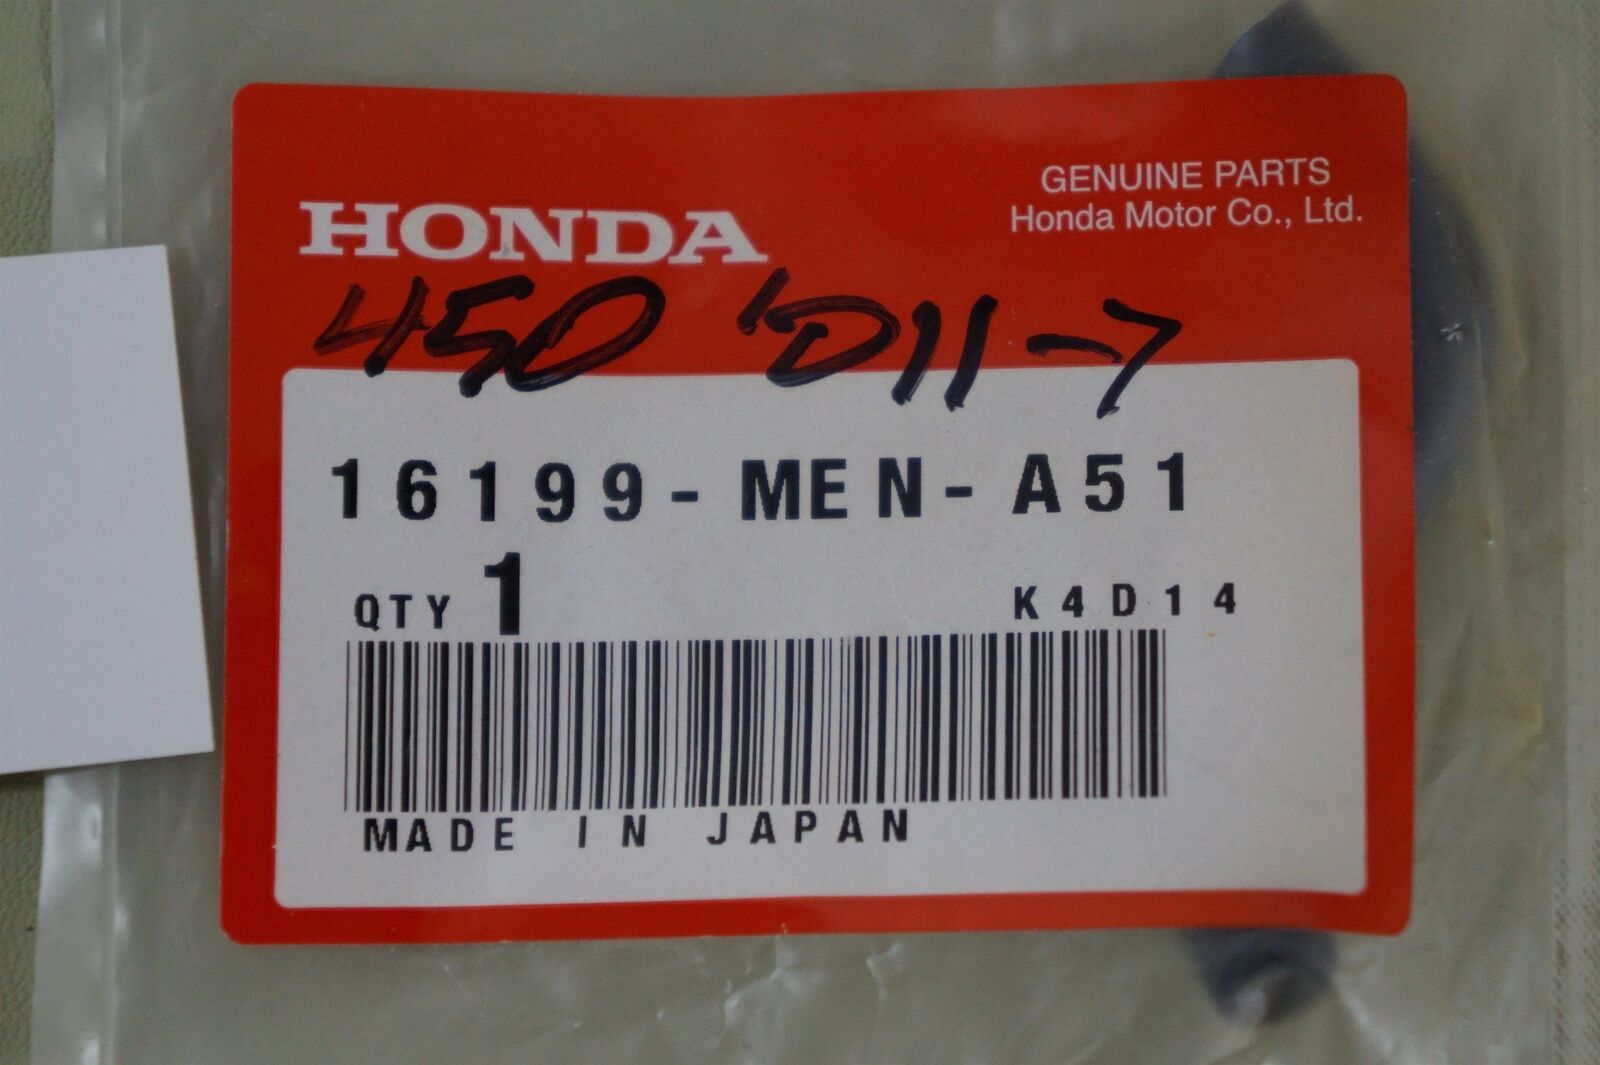 GENUINE PARTS
Honda Motor Co., Ltd.
HONDA
450 'D11-7
16199-MEN-A51
QTY 1
K4D14
MADE IN JAPAN